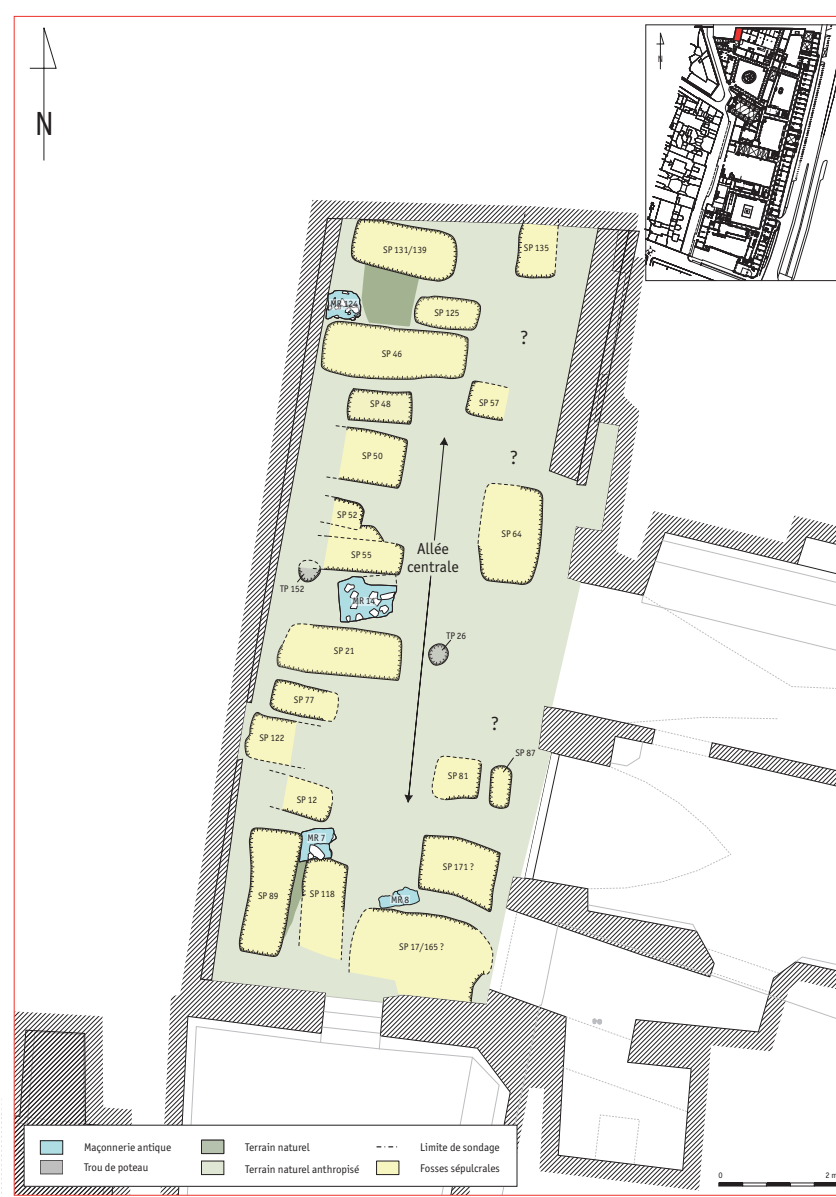 N
N
SP 131/139
SP 135
MR 124
SP 125
?
SP 46
SP 57
SP 48
?
SP 50
SP 52
SP 64
Allée
centrale
SP 55
TP 152
MR 14
TP 26
SP 21
SP 77
?
SP 122
SP 87
SP 81
SP 12
MR 7
SP 171 ?
SP 89
SP 118
MR 8
SP 17/165 ?
Maçonnerie antique
Terrain naturel
Limite de sondage
Trou de poteau
Terrain naturel anthropisé
Fosses sépulcrales
0
2 m